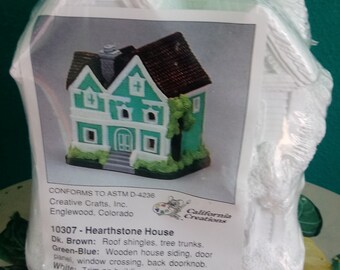 CONFORMS TO ASTM D-4236
Creative Crafts, Inc.
Englewood, Colorado
California
Creations
10307 - Hearthstone House
Dk. Brown: Roof shingles, tree trunks.
Green-Blue: Wooden house siding, door
panel, window crossing, back doorknob.
White: